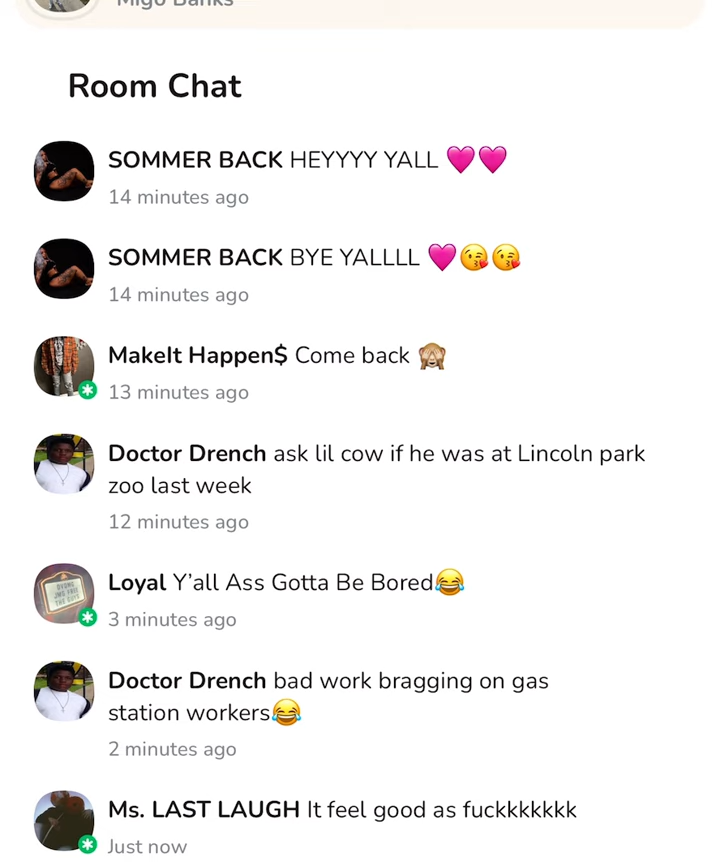 Migo Banks
Room Chat
SOMMER BACK HEYYYY YALL 🩷🩷
14 minutes ago
SOMMER BACK BYE YALLLL 🩷😘😘
14 minutes ago
MakeIt Happen$ Come back 🙈
13 minutes ago
Doctor Drench ask lil cow if he was at Lincoln park
zoo last week
12 minutes ago
Loyal Y’all Ass Gotta Be Bored😂
3 minutes ago
Doctor Drench bad work bragging on gas
station workers😂
2 minutes ago
Ms. LAST LAUGH It feel good as fuckkkkkkk
Just now